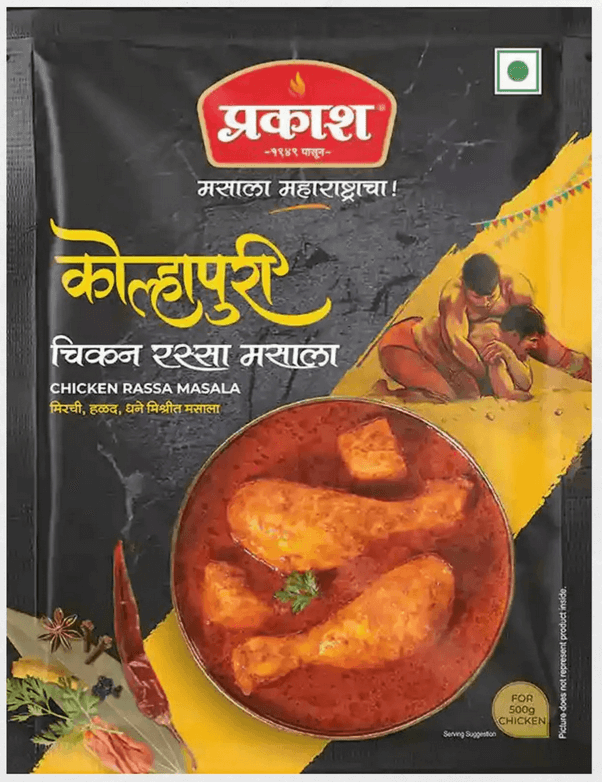 प्रकाश®
-१९४९ पासून-
मसाला महाराष्ट्राचा!
कोल्हापुरी
चिकन रस्सा मसाला
CHICKEN RASSA MASALA
मिरची, हळद, धने मिश्रीत मसाला
FOR
500g
CHICKEN
Serving Suggestion
Picture does not represent product inside.